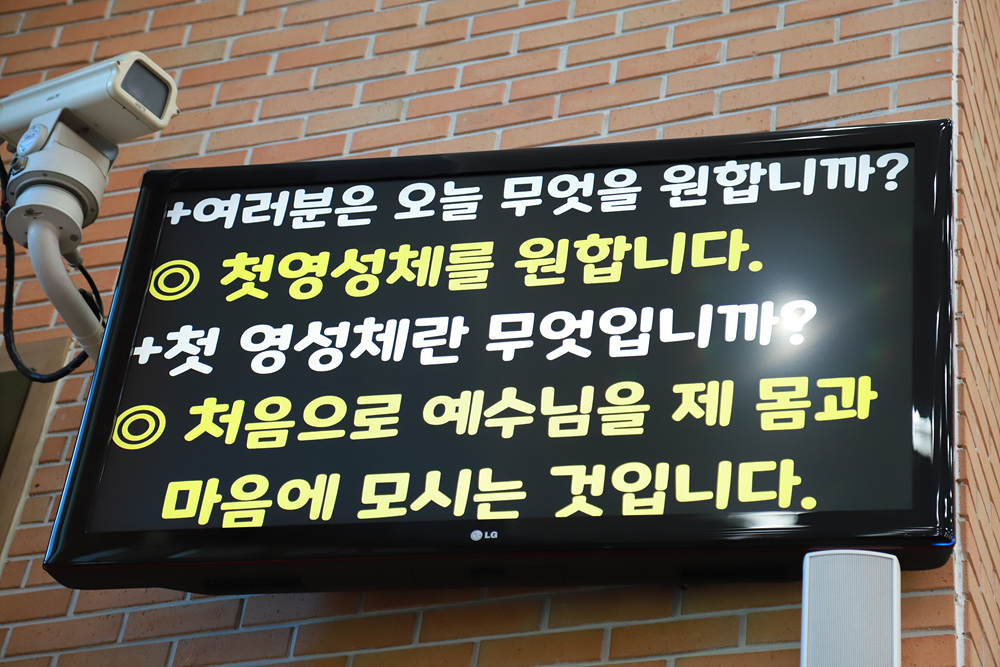 +여러분은 오늘 무엇을 원합니까?
◎ 첫영성체를 원합니다.
+첫 영성체란 무엇입니까?
◎ 처음으로 예수님을 제 몸과
마음에 모시는 것입니다.
LG